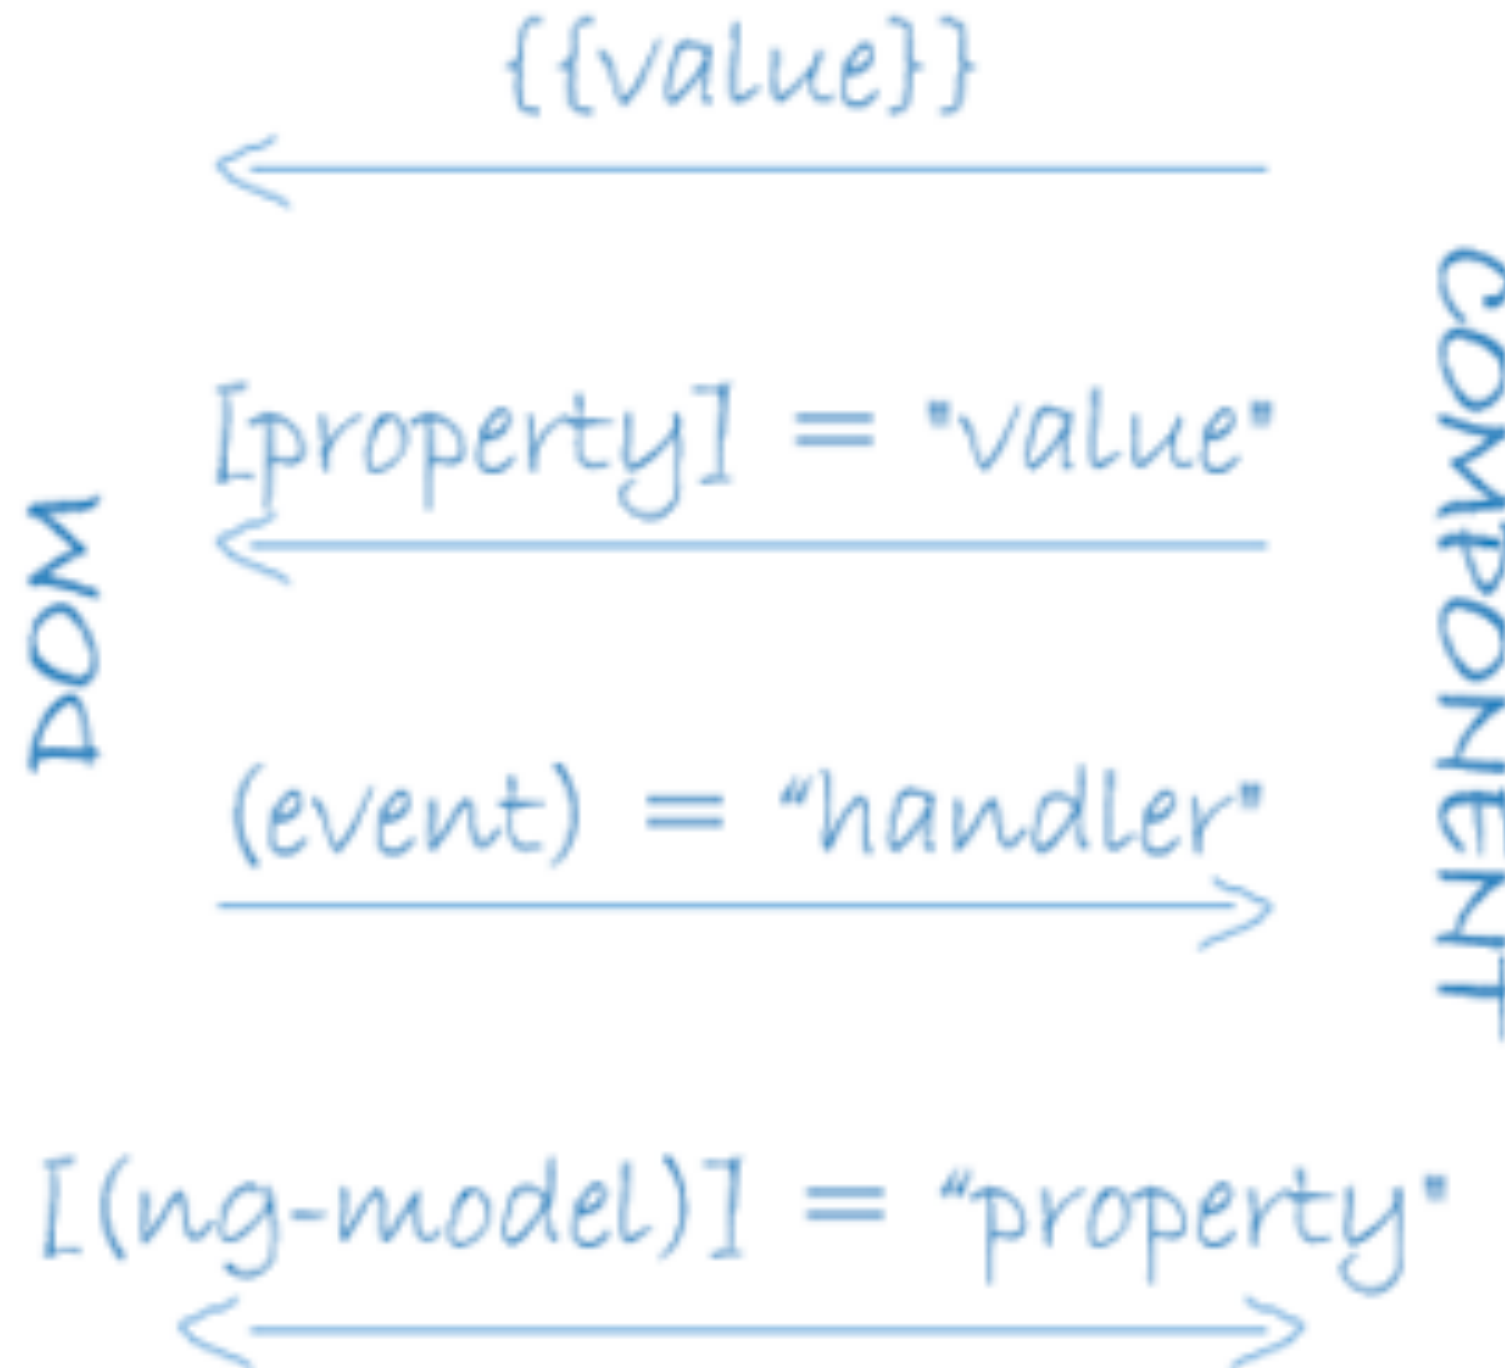 {{value}}
[property] = "value"
DOM
COMPONENT
(event) = “handler"
[(ng-model)] = “property"